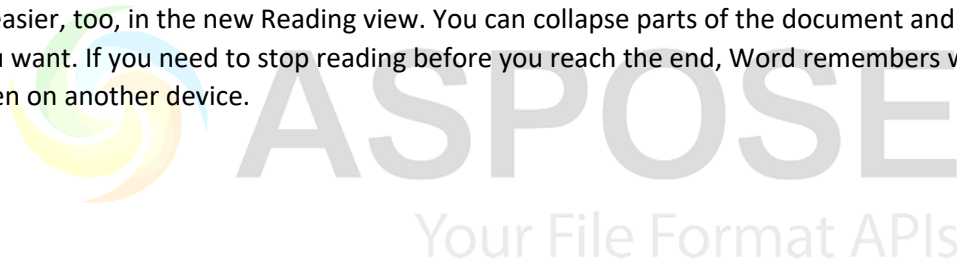 easier, too, in the new Reading view. You can collapse parts of the document and
want. If you need to stop reading before you reach the end, Word remembers
on another device.
ASPOSE
Your File Format APIs